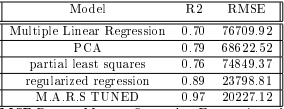 Model R2 RMSE
Multiple Linear Regression 0.70 76709.92
PCA 0.79 68622.52
partial least squares 0.76 74849.37
regularized regression 0.89 23798.81
M.A.R.S TUNED 0.97 20227.12